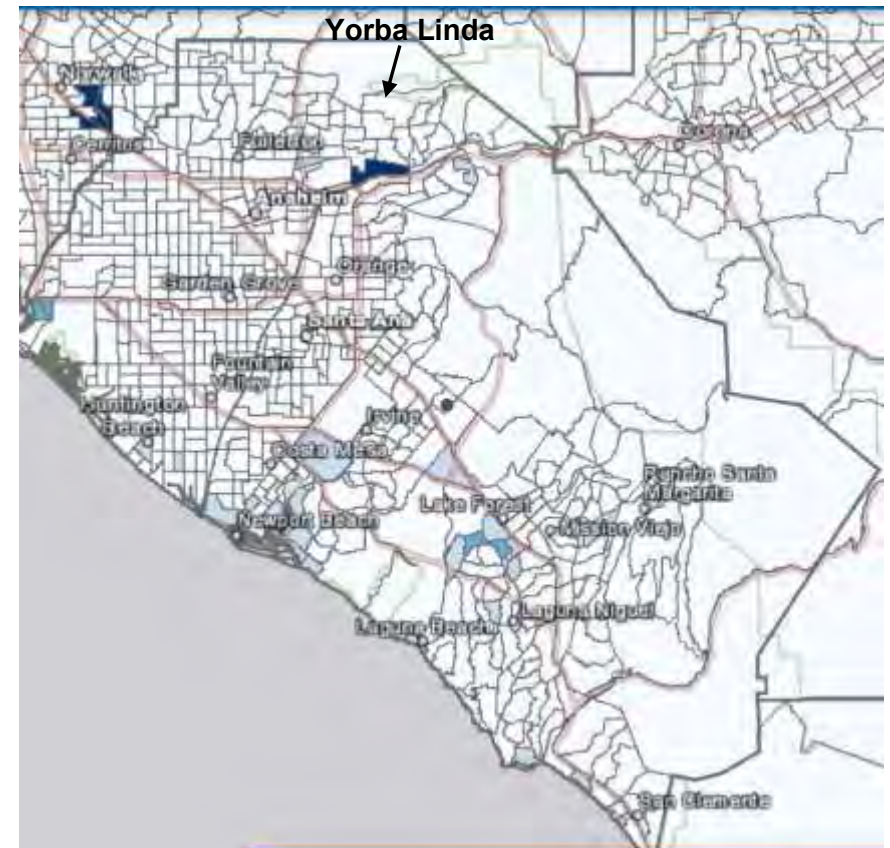 Yorba Linda
Norwalk
Cerritos
Fullerton
Corona
Anaheim
Orange
Garden Grove
Santa Ana
Fountain
Valley
Huntington
Beach
Irvine
Costa Mesa
Rancho Santa
Margarita
Lake Forest
Mission Viejo
Newport Beach
Laguna Niguel
Laguna Beach
San Clemente